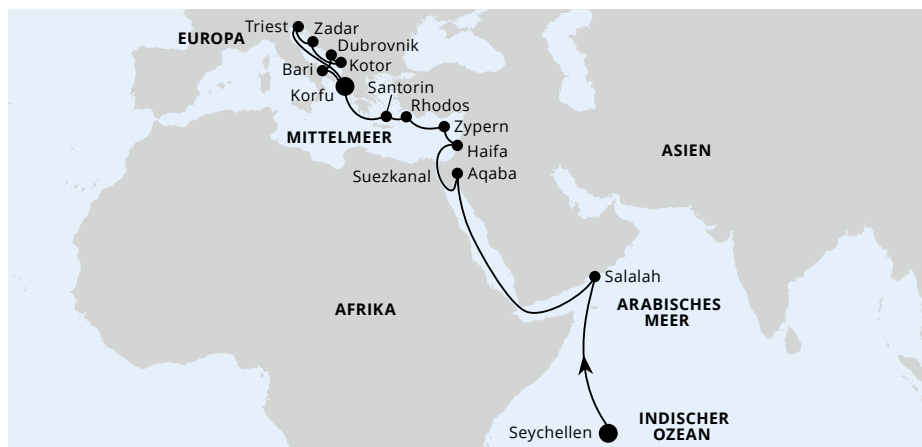 Triest
Zadar
EUROPA
Dubrovnik
Bari
Kotor
Korfu
Santorin
Rhodos
MITTELMEER
Zypern
Haifa
ASIEN
Suezkanal
Aqaba
Salalah
AFRIKA
ARABISCHES
MEER
Seychellen
INDISCHER
OZEAN